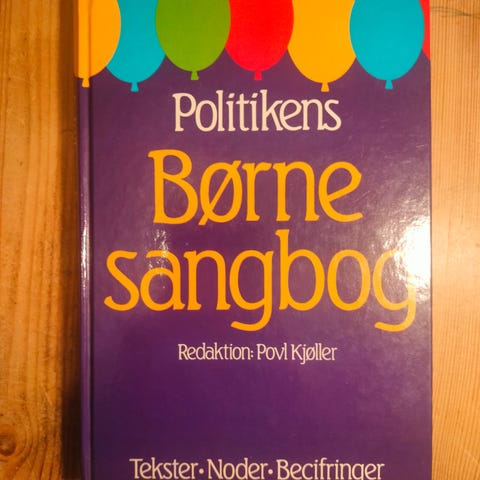 Politikens
Børne
sangbog
Redaktion: Povl Kjøller
Tekster • Noder • Becifringer